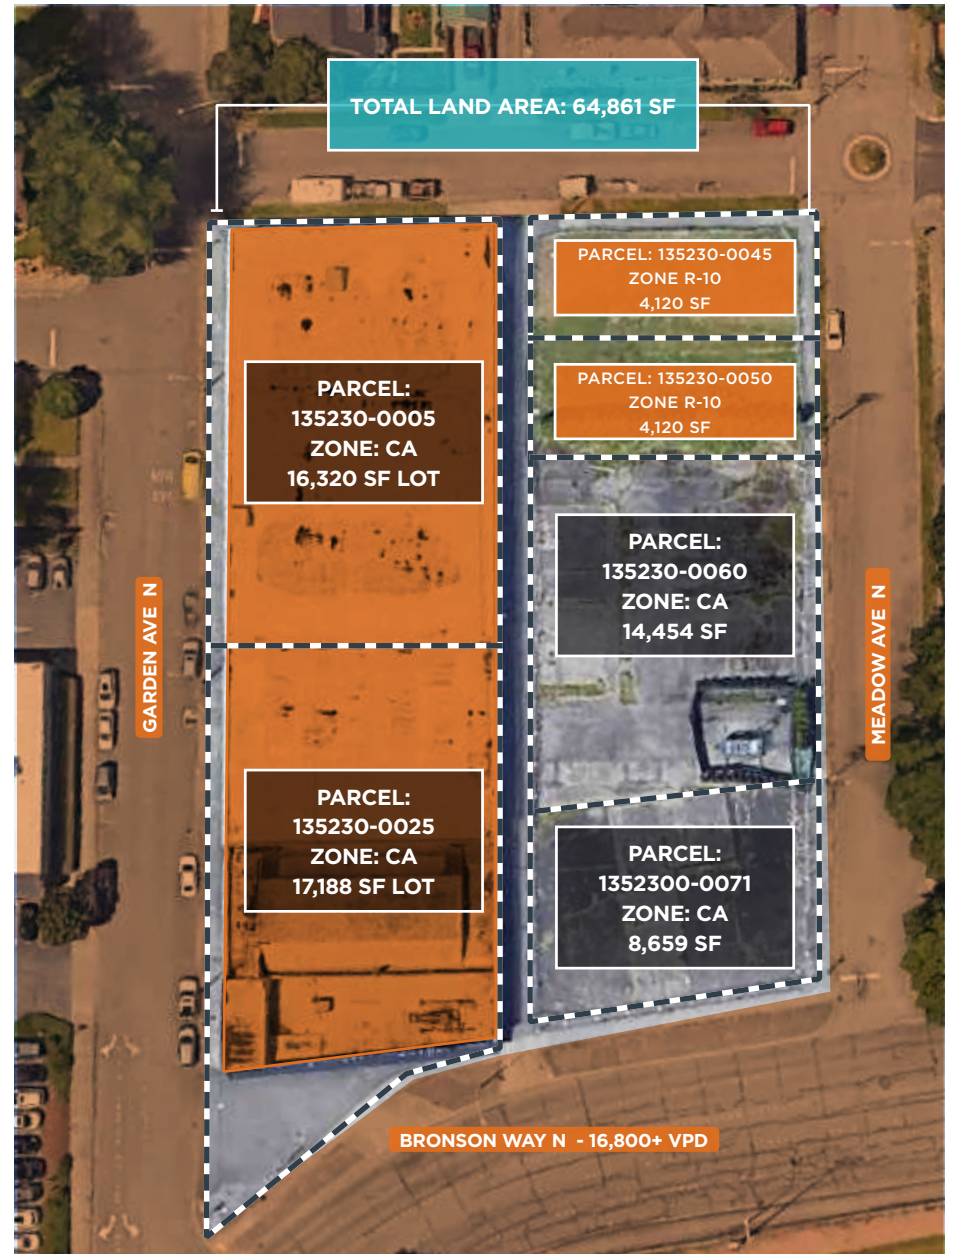 TOTAL LAND AREA: 64,861 SF
PARCEL: 135230-0045
ZONE R-10
4,120 SF
PARCEL: 135230-0050
ZONE R-10
4,120 SF
PARCEL:
135230-0005
ZONE: CA
16,320 SF LOT
PARCEL:
135230-0060
ZONE: CA
14,454 SF
GARDEN AVE N
MEADOW AVE N
PARCEL:
135230-0025
ZONE: CA
17,188 SF LOT
PARCEL:
1352300-0071
ZONE: CA
8,659 SF
BRONSON WAY N - 16,800+ VPD